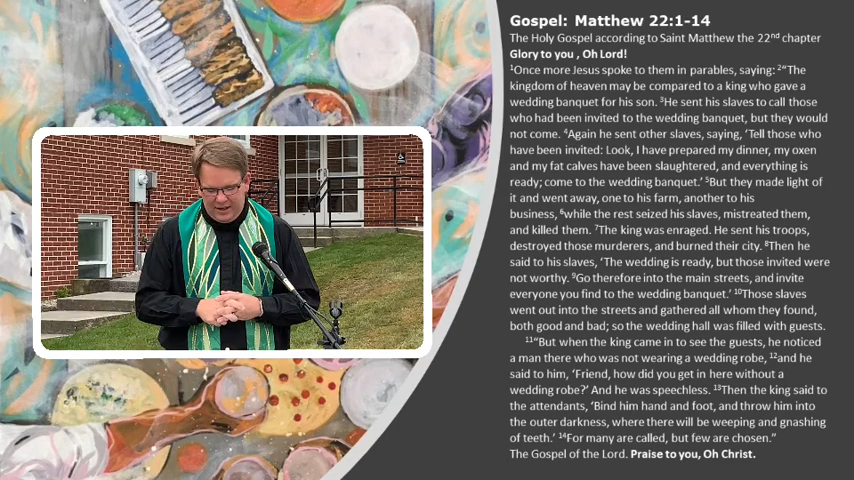 Gospel: Matthew 22:1-14
The Holy Gospel according to Saint Matthew the 22nd chapter
Glory to you , Oh Lord!
1Once more Jesus spoke to them in parables, saying: 2“The
kingdom of heaven may be compared to a king who gave a
wedding banquet for his son. 3He sent his slaves to call those
who had been invited to the wedding banquet, but they would
not come. 4Again he sent other slaves, saying, ‘Tell those who
have been invited: Look, I have prepared my dinner, my oxen
and my fat calves have been slaughtered, and everything is
ready; come to the wedding banquet.’ 5But they made light of
it and went away, one to his farm, another to his
business, 6while the rest seized his slaves, mistreated them,
and killed them. 7The king was enraged. He sent his troops,
destroyed those murderers, and burned their city. 8Then he
said to his slaves, ‘The wedding is ready, but those invited were
not worthy. 9Go therefore into the main streets, and invite
everyone you find to the wedding banquet.’ 10Those slaves
went out into the streets and gathered all whom they found,
both good and bad; so the wedding hall was filled with guests.
11“But when the king came in to see the guests, he noticed
a man there who was not wearing a wedding robe, 12and he
said to him, ‘Friend, how did you get in here without a
wedding robe?’ And he was speechless. 13Then the king said to
the attendants, ‘Bind him hand and foot, and throw him into
the outer darkness, where there will be weeping and gnashing
of teeth.’ 14For many are called, but few are chosen.”
The Gospel of the Lord. Praise to you, Oh Christ.